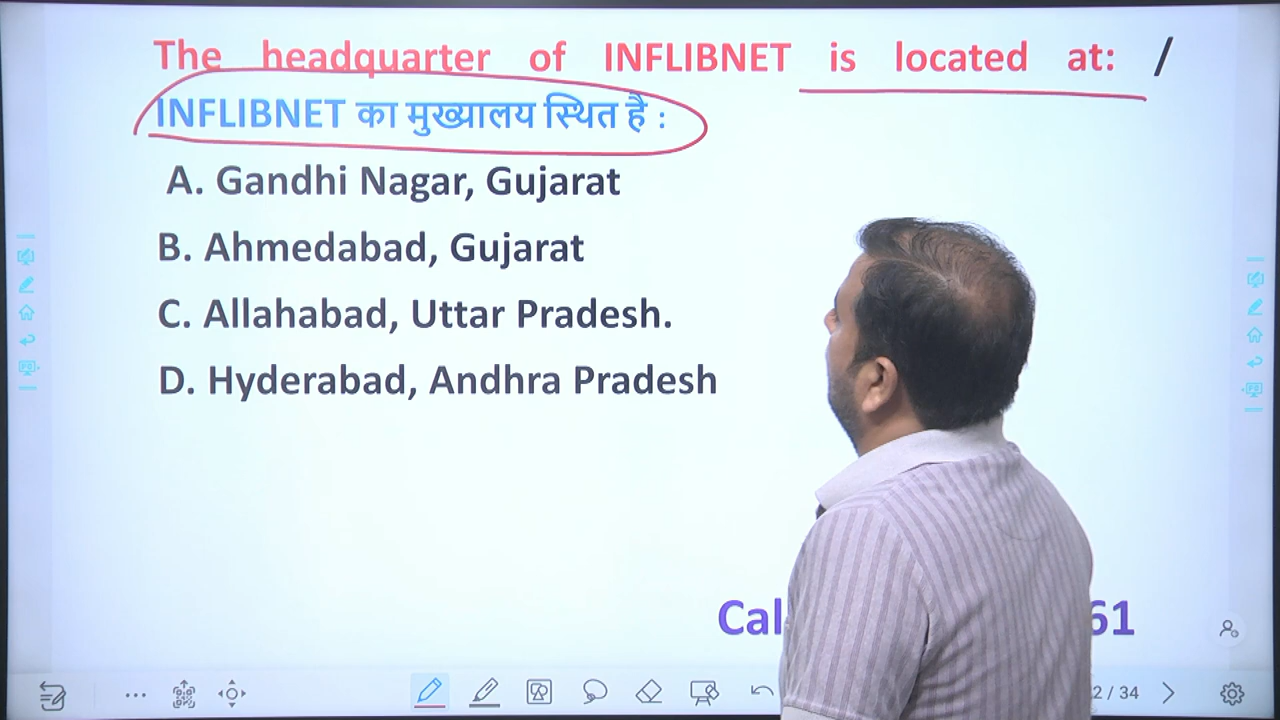 The headquarter of INFLIBNET is located at: /
INFLIBNET का मुख्यालय स्थित है :
A. Gandhi Nagar, Gujarat
B. Ahmedabad, Gujarat
C. Allahabad, Uttar Pradesh.
D. Hyderabad, Andhra Pradesh
61
2 / 34